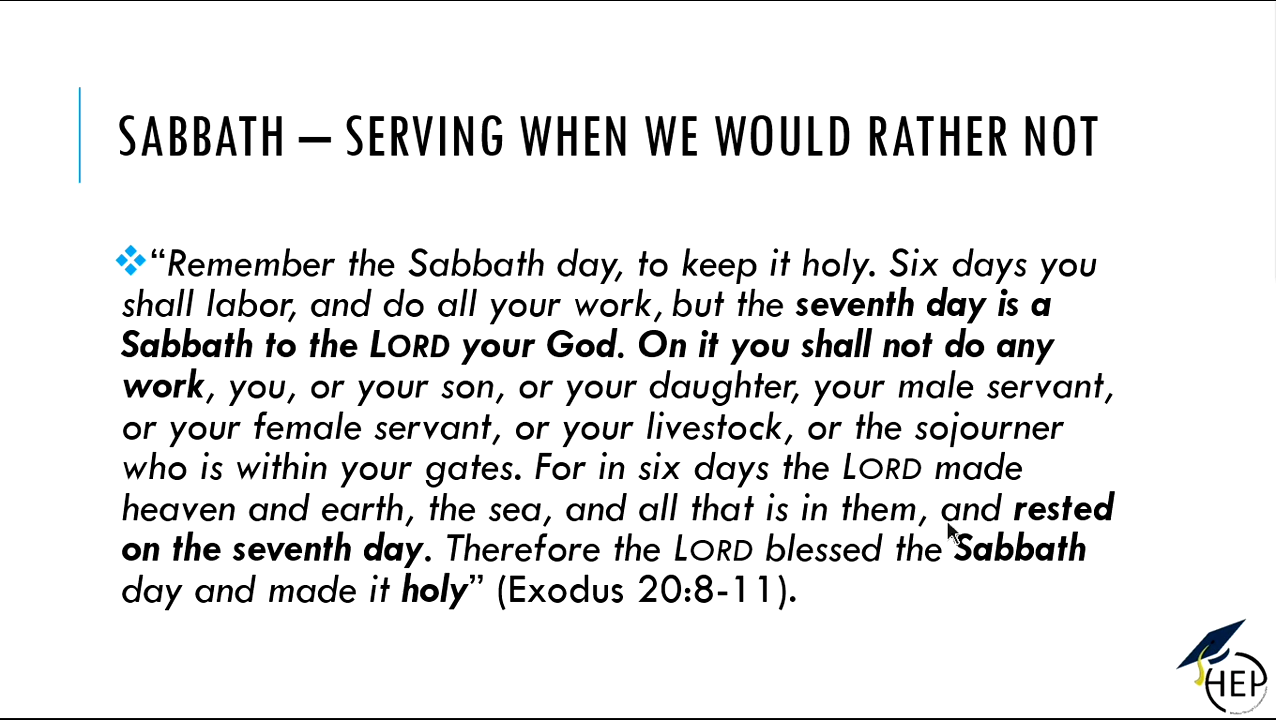 SABBATH – SERVING WHEN WE WOULD RATHER NOT
❖“Remember the Sabbath day, to keep it holy. Six days you
shall labor, and do all your work, but the seventh day is a
Sabbath to the LORD your God. On it you shall not do any
work, you, or your son, or your daughter, your male servant,
or your female servant, or your livestock, or the sojourner
who is within your gates. For in six days the LORD made
heaven and earth, the sea, and all that is in them, and rested
on the seventh day. Therefore the LORD blessed the Sabbath
day and made it holy” (Exodus 20:8-11).
HEP